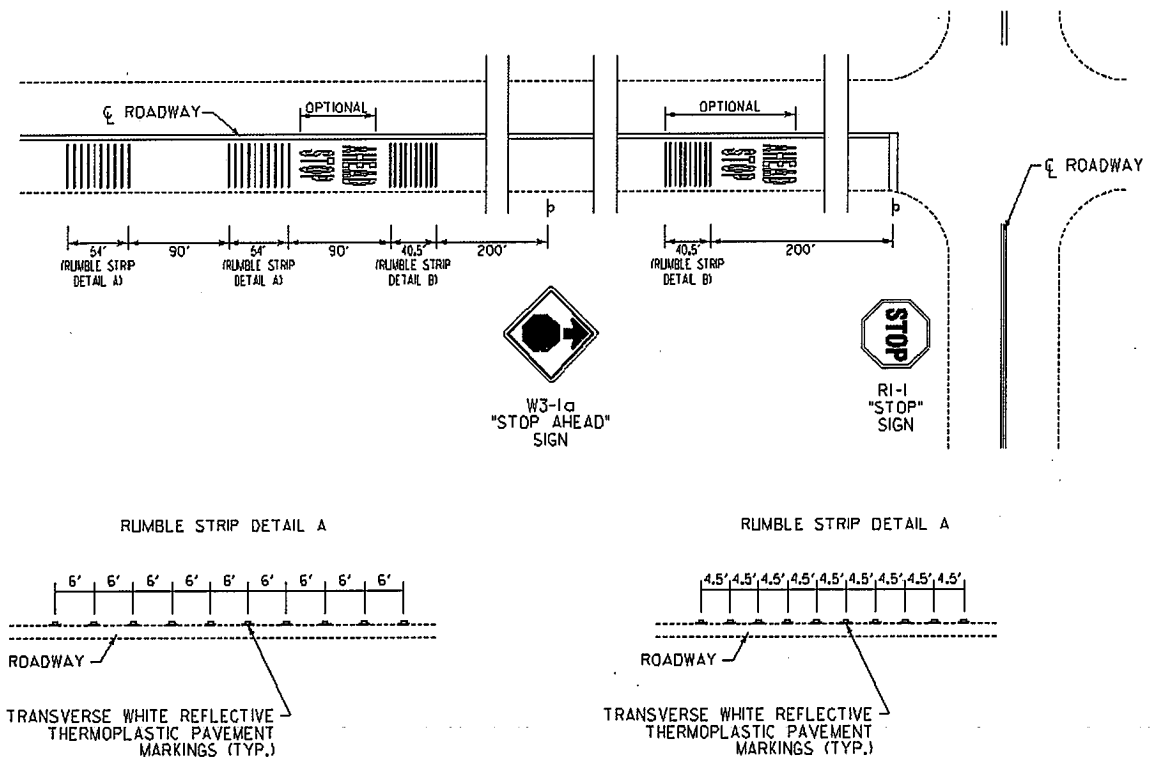 OPTIONAL
OPTIONAL
℄ ROADWAY
℄ ROADWAY
STOP
AHEAD
STOP
AHEAD
54'
90'
54'
90'
40.5'
200'
40.5'
200'
(RUMBLE STRIP
DETAIL A)
(RUMBLE STRIP
DETAIL A)
(RUMBLE STRIP
DETAIL B)
(RUMBLE STRIP
DETAIL B)
STOP
W3-1a
"STOP AHEAD"
SIGN
R1-1
"STOP"
SIGN
RUMBLE STRIP DETAIL A
6' 6' 6' 6' 6' 6' 6' 6' 6'
ROADWAY
TRANSVERSE WHITE REFLECTIVE
THERMOPLASTIC PAVEMENT
MARKINGS (TYP.)
RUMBLE STRIP DETAIL A
4.5' 4.5' 4.5' 4.5' 4.5' 4.5' 4.5' 4.5' 4.5'
ROADWAY
TRANSVERSE WHITE REFLECTIVE
THERMOPLASTIC PAVEMENT
MARKINGS (TYP.)